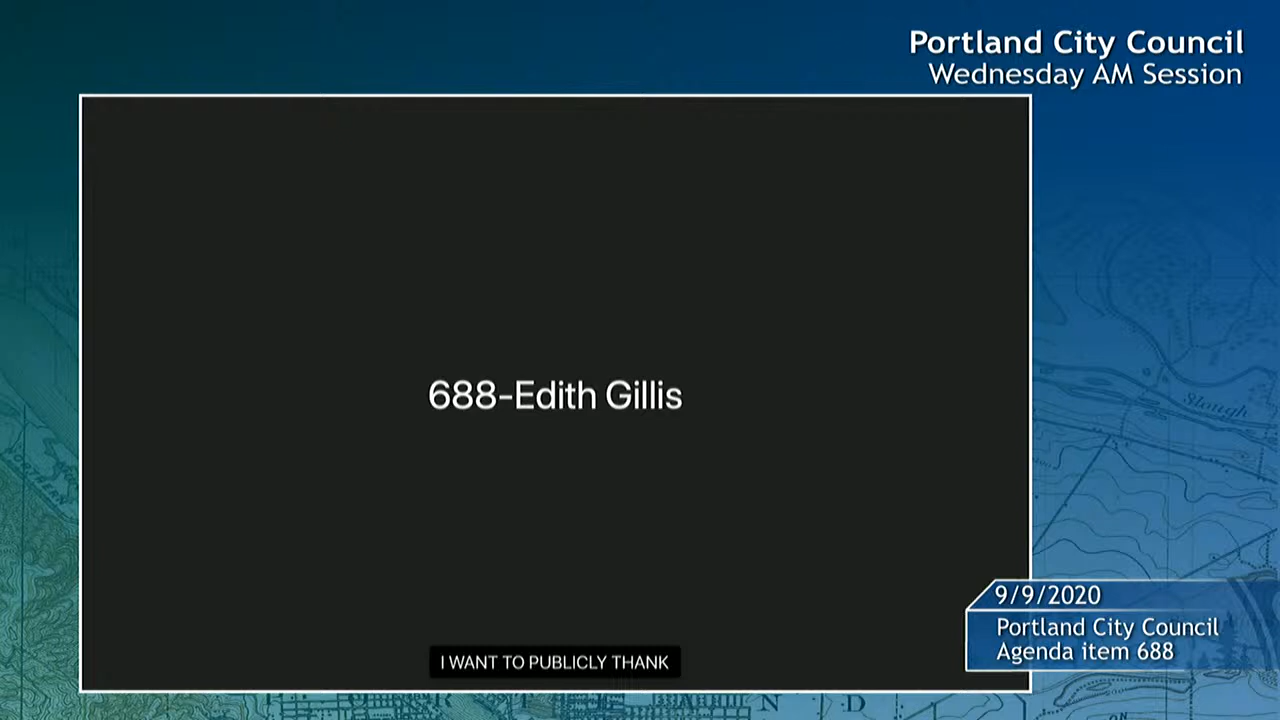 Portland City Council
Wednesday AM Session
688-Edith Gillis
Slough
I WANT TO PUBLICLY THANK
9/9/2020
Portland City Council
Agenda item 688